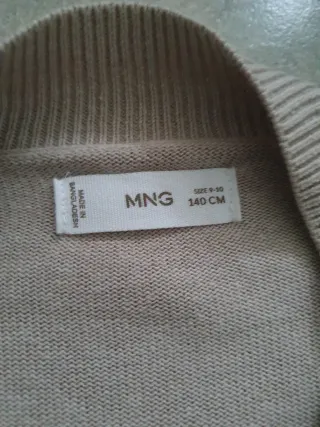 MADE IN
BANGLADESH
MNG
SIZE 9-10
140 CM